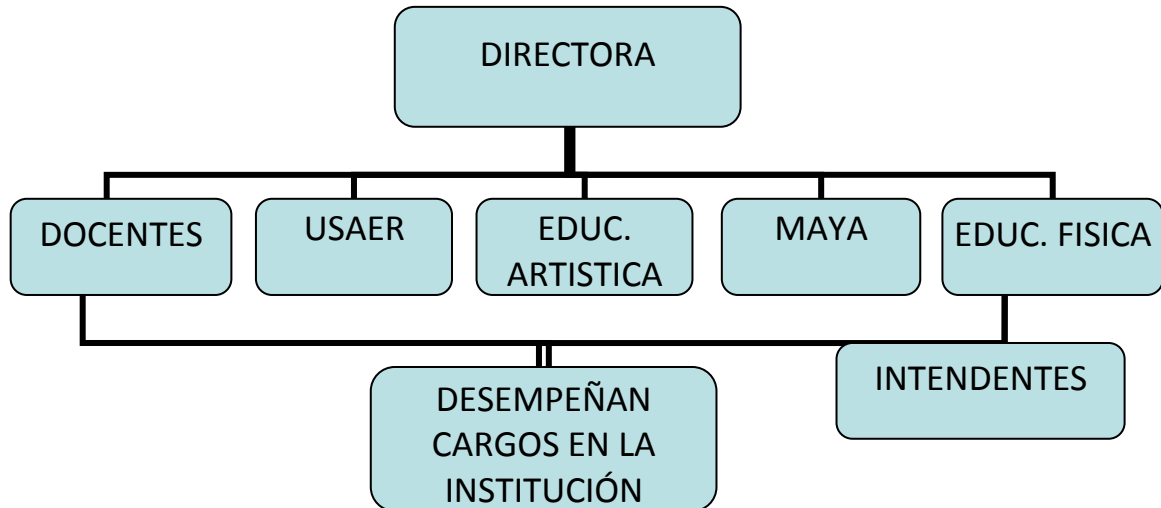 DIRECTORA
DOCENTES
USAER
EDUC.
ARTISTICA
MAYA
EDUC. FISICA
DESEMPEÑAN
CARGOS EN LA
INSTITUCIÓN
INTENDENTES